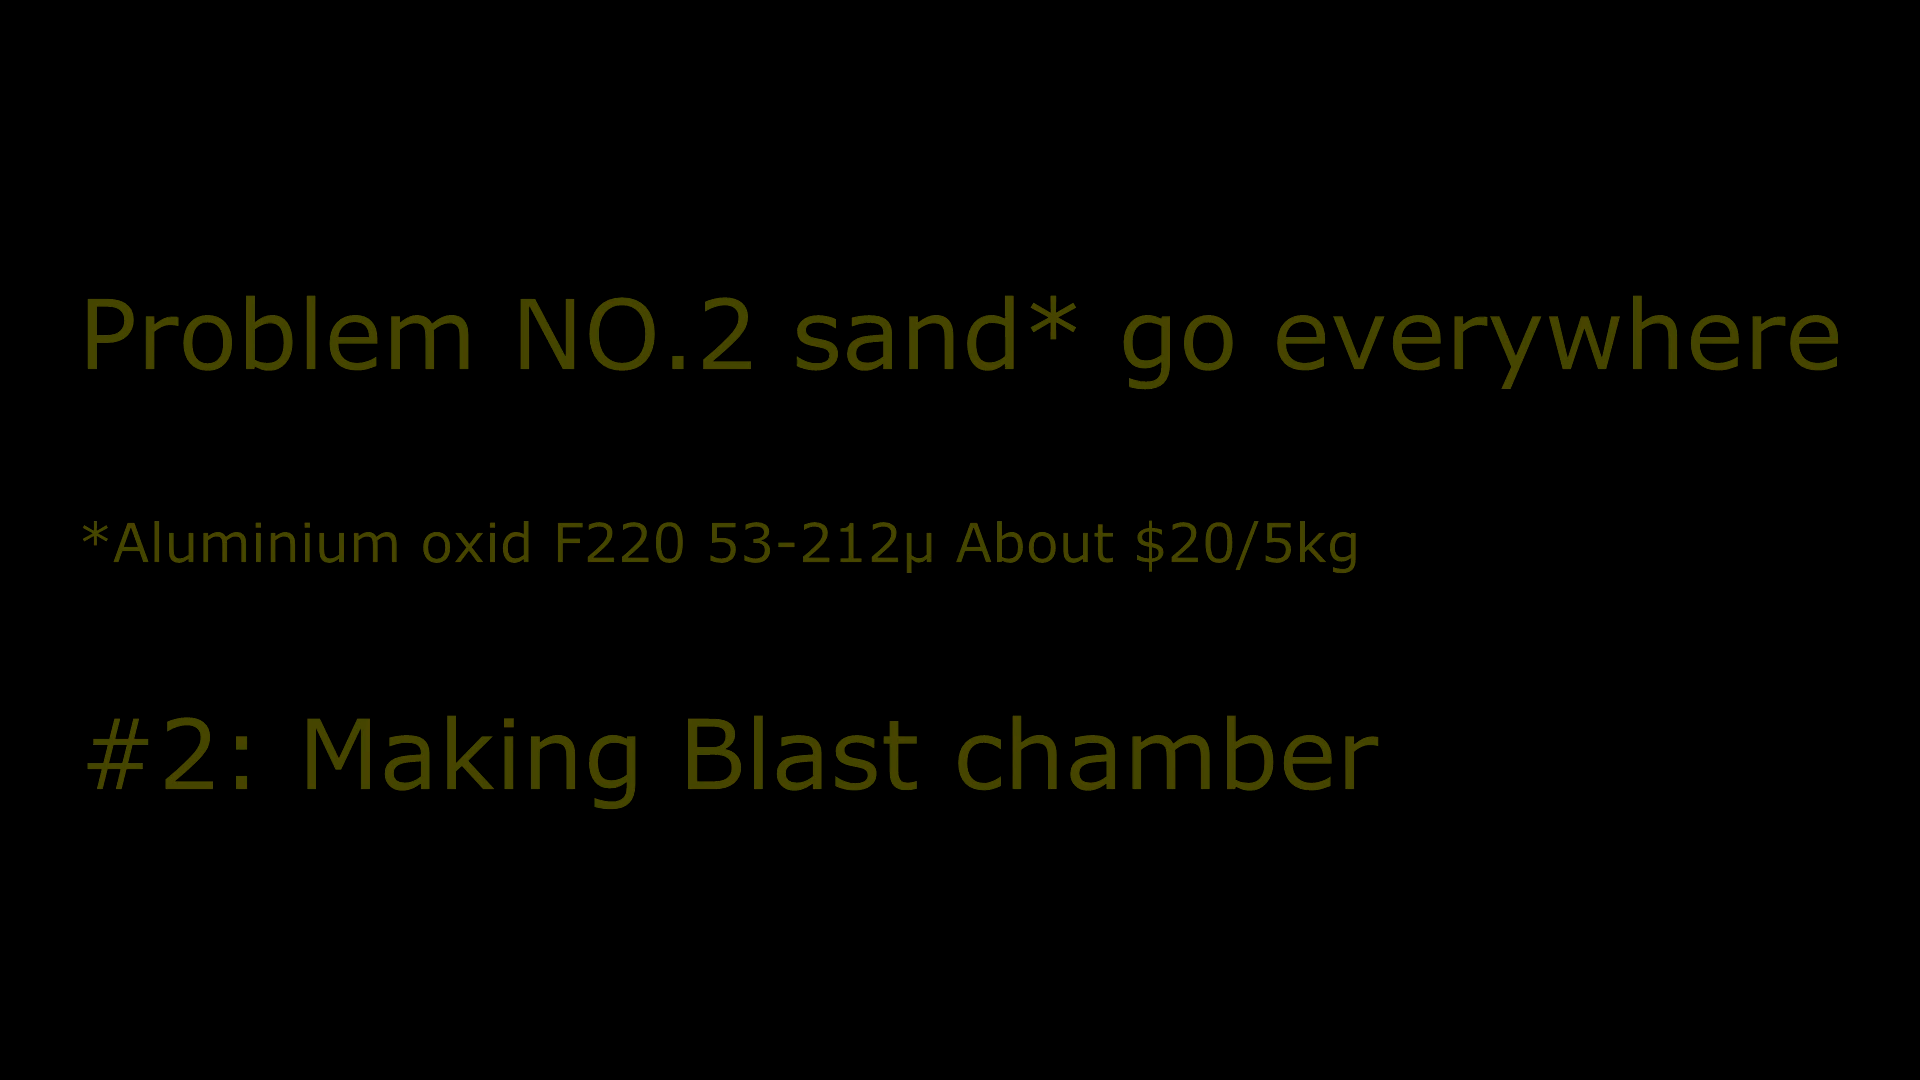 Problem NO.2 sand* go everywhere
*Aluminium oxid F220 53-212µ About $20/5kg
#2: Making Blast chamber